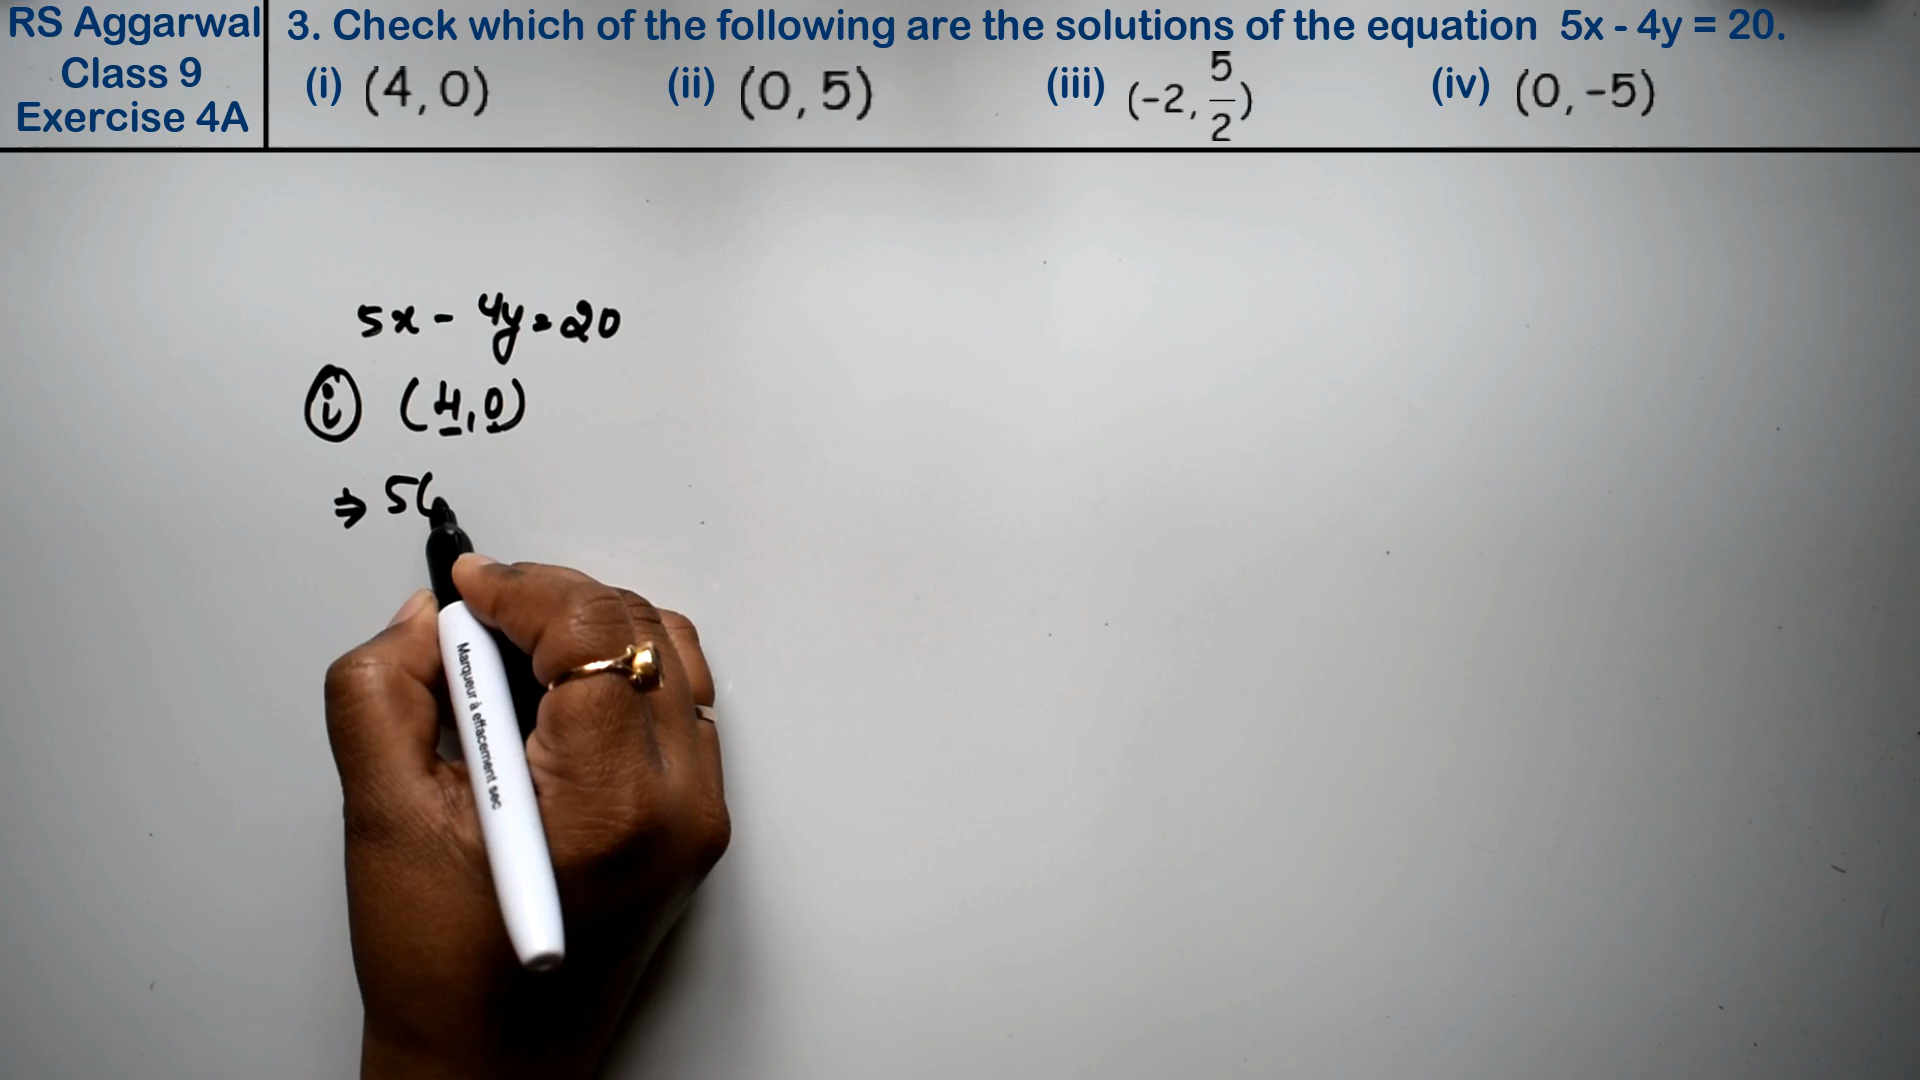 RS Aggarwal
Class 9
Exercise 4A
3. Check which of the following are the solutions of the equation 5x - 4y = 20.
(i) (4, 0) (ii) (0, 5) (iii) (-2, 5/2) (iv) (0, -5)
5x - 4y = 20
(i) (4, 0)
⇒ 5(
Marqueur à effacement sec